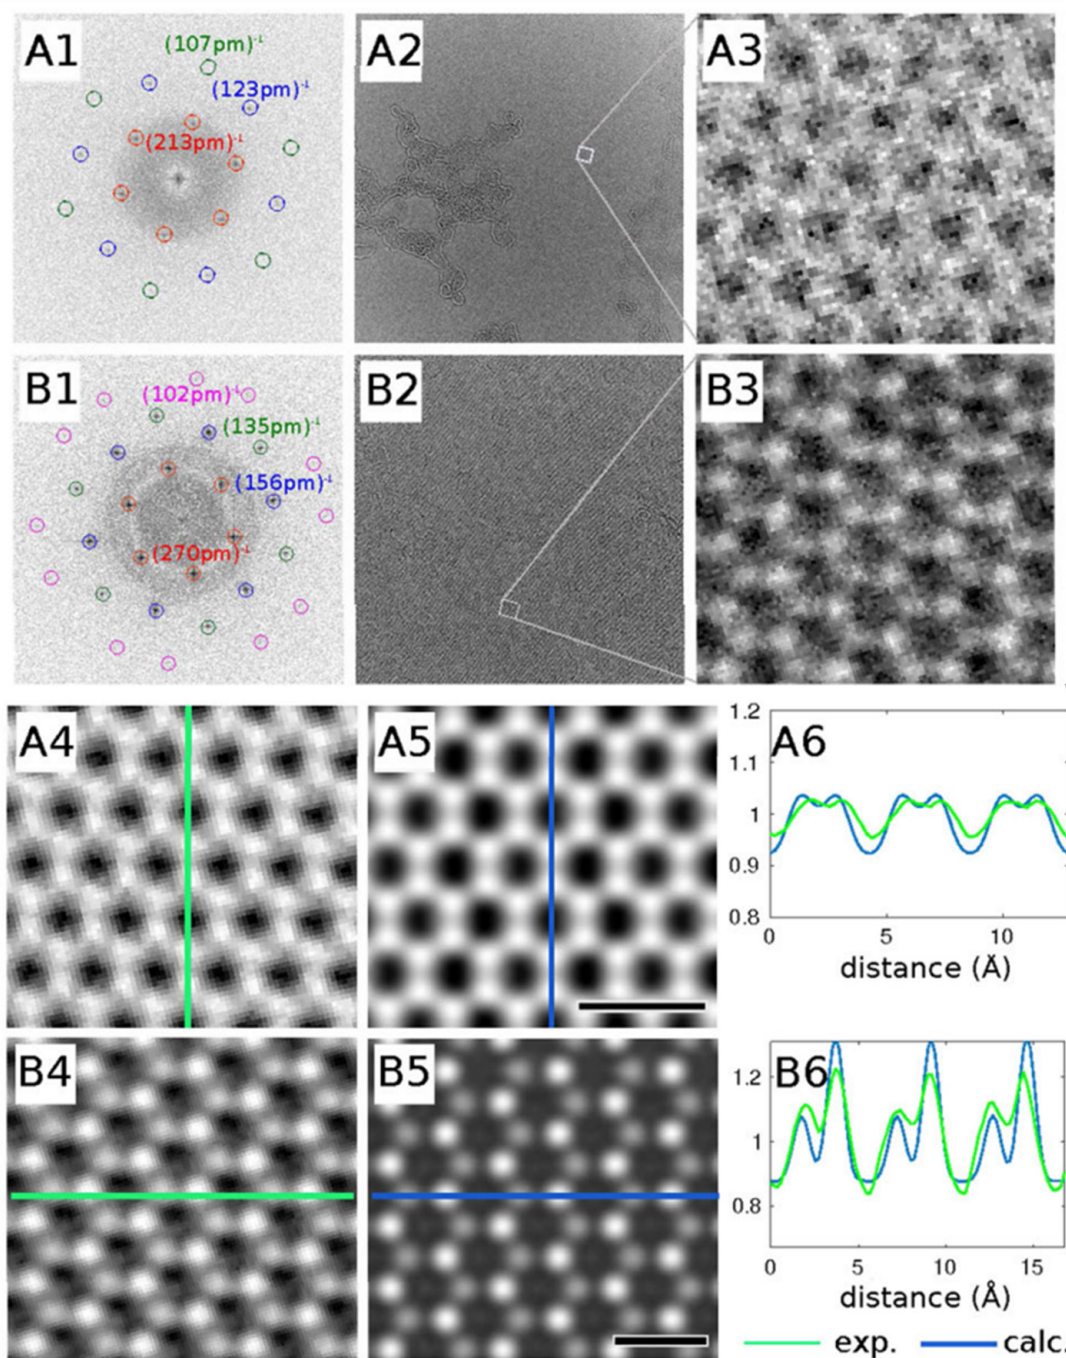 A1
(107pm)⁻¹
(123pm)⁻¹
(213pm)⁻¹
A2
A3
B1
(102pm)⁻¹
(135pm)⁻¹
(156pm)⁻¹
(270pm)⁻¹
B2
B3
A4
A5
A6
1.2
1.1
1
0.9
0.8
0 5 10
distance (Å)
B4
B5
B6
1.2
1
0.8
0 5 10 15
distance (Å)
exp. calc.